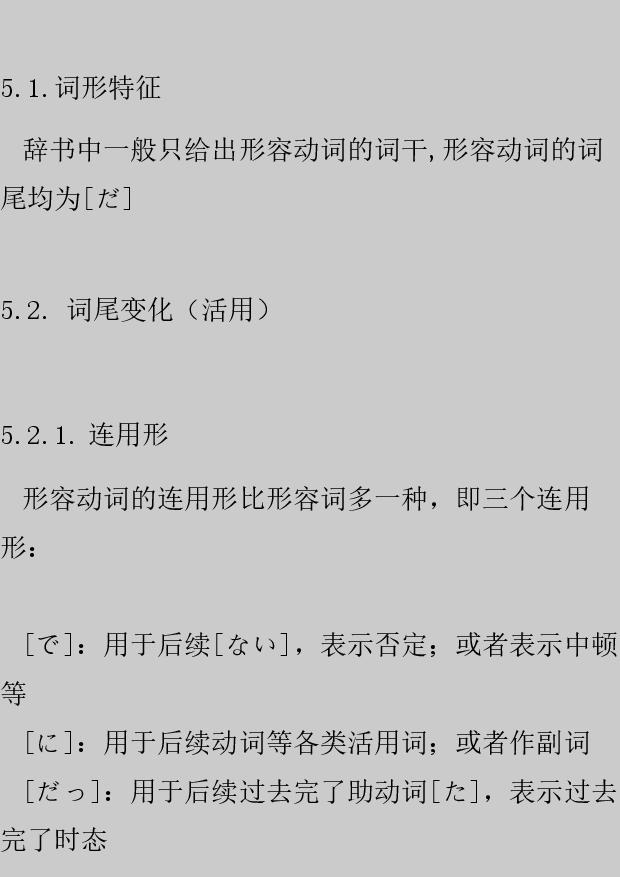 5.1.词形特征
辞书中一般只给出形容动词的词干,形容动词的词
尾均为[だ]
5.2. 词尾变化（活用）
5.2.1. 连用形
形容动词的连用形比形容词多一种，即三个连用
形：
[で]：用于后续[ない]，表示否定；或者表示中顿
等
[に]：用于后续动词等各类活用词；或者作副词
[だっ]：用于后续过去完了助动词[た]，表示过去
完了时态